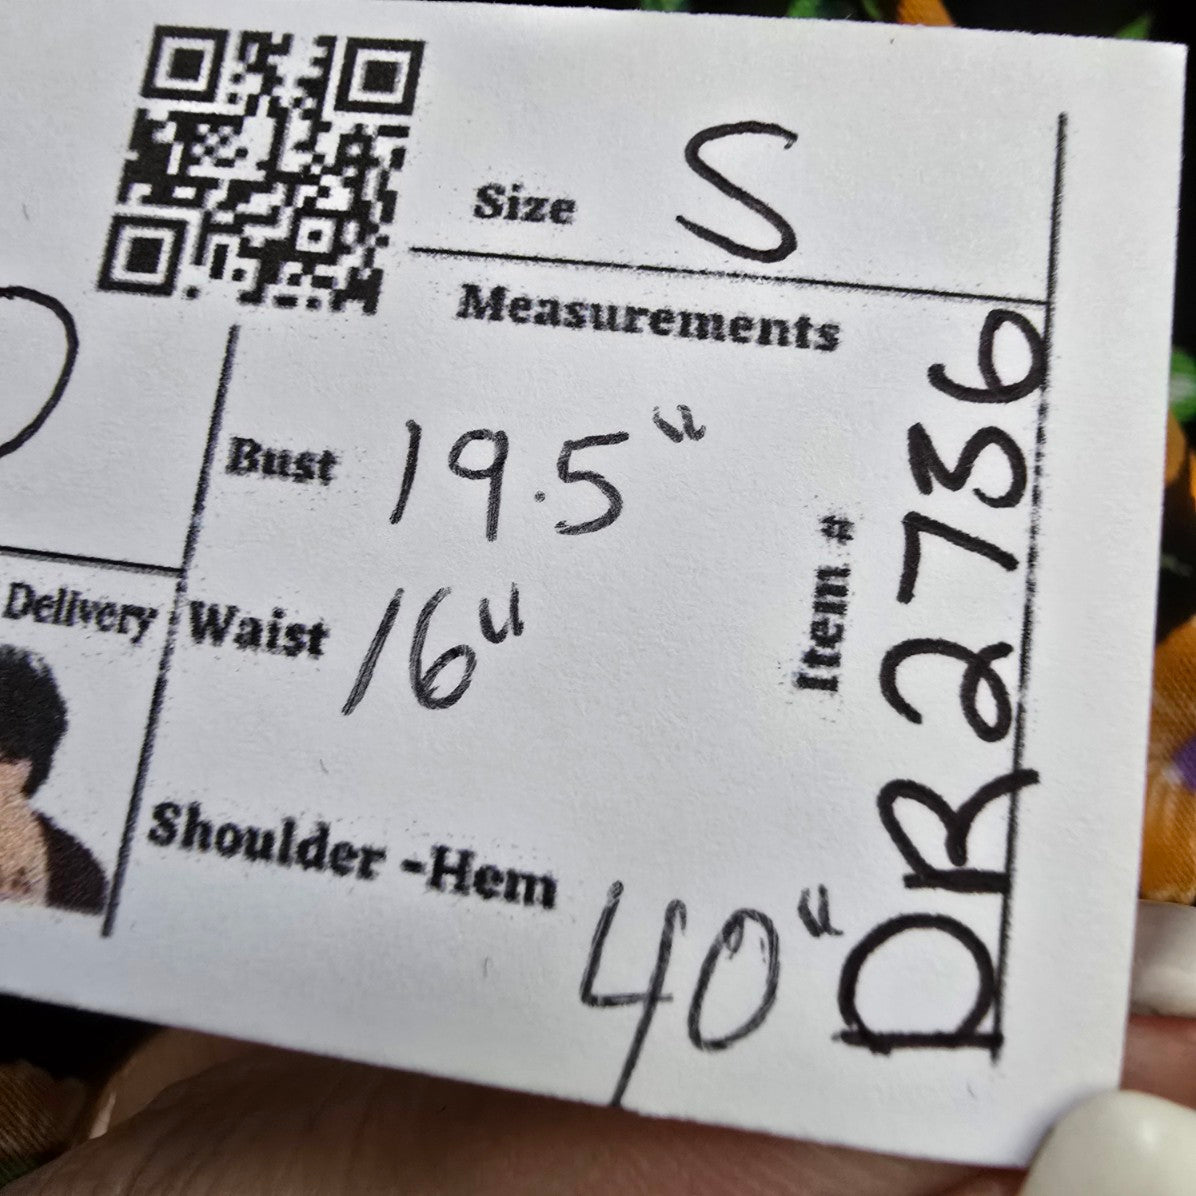 Size S
Measurements
Bust 19.5"
Delivery
Waist 16"
Shoulder -Hem 40"
Item # DR2736